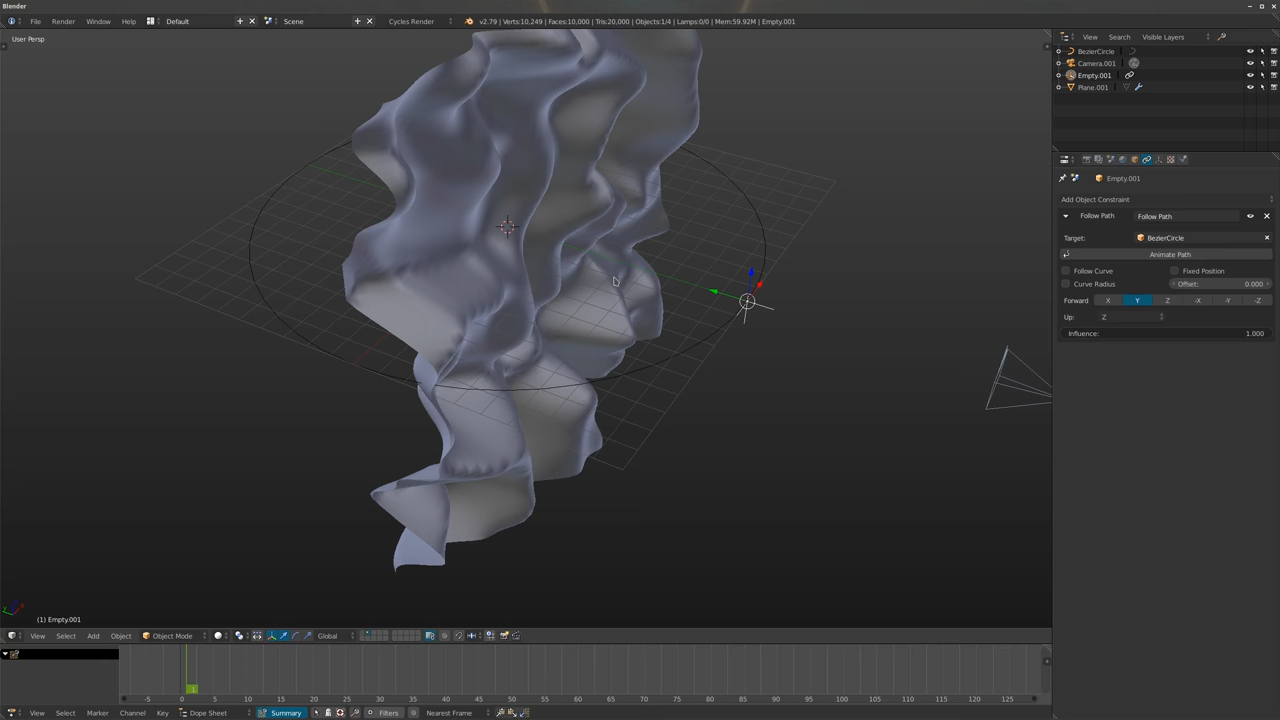 Blender
File Render Window Help Default Scene Cycles Render v2.79 | Verts:10,249 | Faces:10,000 | Tris:20,000 | Objects:1/4 | Lamps:0/0 | Mem:59.92M | Empty.001
User Persp
View Search Visible Layers
BezierCircle
Camera.001
Empty.001
Plane.001
Empty.001
Add Object Constraint
Follow Path Follow Path
Target: BezierCircle
Animate Path
Follow Curve Fixed Position
Curve Radius Offset: 0.000
Forward X Y Z -X -Y -Z
Up: Z
Influence: 1.000
(1) Empty.001
View Select Add Object Object Mode Global
1
-5 0 5 10 15 20 25 30 35 40 45 50 55 60 65 70 75 80 85 90 95 100 105 110 115 120 125
View Select Marker Channel Key Dope Sheet Summary Filters Nearest Frame